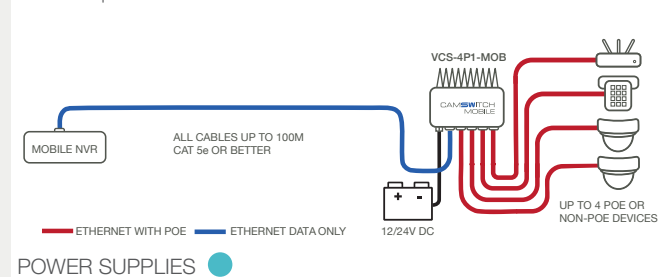 VCS-4P1-MOB
CAMSWITCH
MOBILE
MOBILE NVR
ALL CABLES UP TO 100M
CAT 5e OR BETTER
+ -
12/24V DC
UP TO 4 POE OR
NON-POE DEVICES
ETHERNET WITH POE
ETHERNET DATA ONLY
POWER SUPPLIES